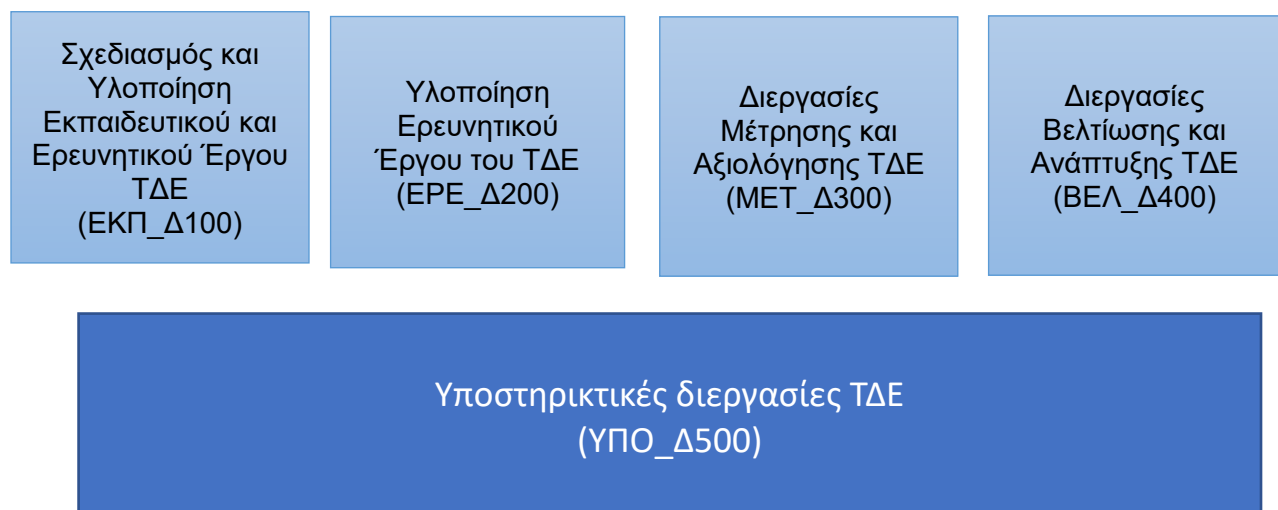 Σχεδιασμός και
Υλοποίηση
Εκπαιδευτικού και
Ερευνητικού Έργου
ΤΔΕ
(ΕΚΠ_Δ100)
Υλοποίηση
Ερευνητικού
Έργου του ΤΔΕ
(ΕΡΕ_Δ200)
Διεργασίες
Μέτρησης και
Αξιολόγησης ΤΔΕ
(ΜΕΤ_Δ300)
Διεργασίες
Βελτίωσης και
Ανάπτυξης ΤΔΕ
(ΒΕΛ_Δ400)
Υποστηρικτικές διεργασίες ΤΔΕ
(ΥΠΟ_Δ500)